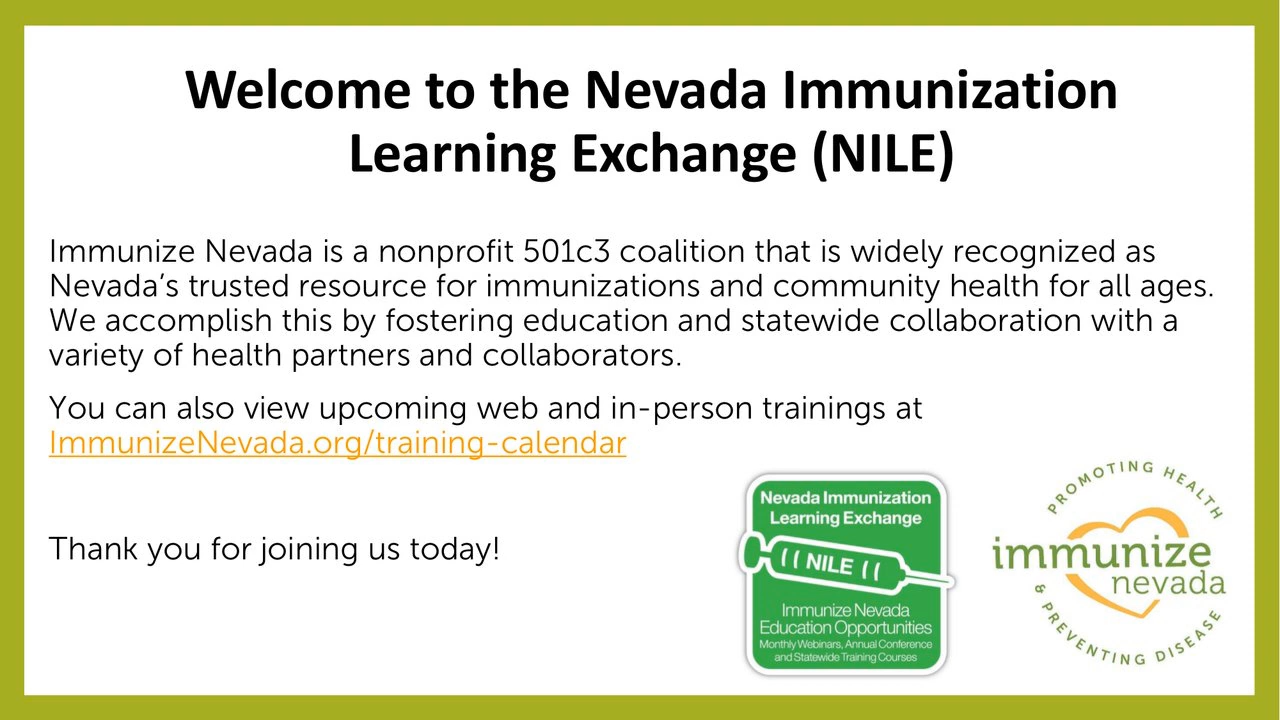 Welcome to the Nevada Immunization
Learning Exchange (NILE)
Immunize Nevada is a nonprofit 501c3 coalition that is widely recognized as
Nevada’s trusted resource for immunizations and community health for all ages.
We accomplish this by fostering education and statewide collaboration with a
variety of health partners and collaborators.
You can also view upcoming web and in-person trainings at
ImmunizeNevada.org/training-calendar
Thank you for joining us today!
Nevada Immunization
Learning Exchange
NILE
Immunize Nevada
Education Opportunities
Monthly Webinars, Annual Conference
and Statewide Training Courses
PROMOTING HEALTH
immunize
nevada
& PREVENTING DISEASE